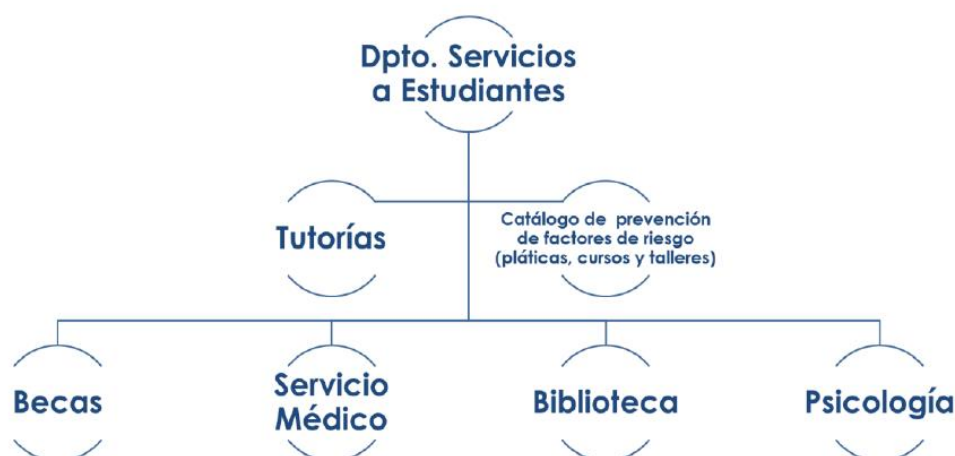 Dpto. Servicios
a Estudiantes
Tutorías
Catálogo de prevención
de factores de riesgo
(pláticas, cursos y talleres)
Becas
Servicio
Médico
Biblioteca
Psicología